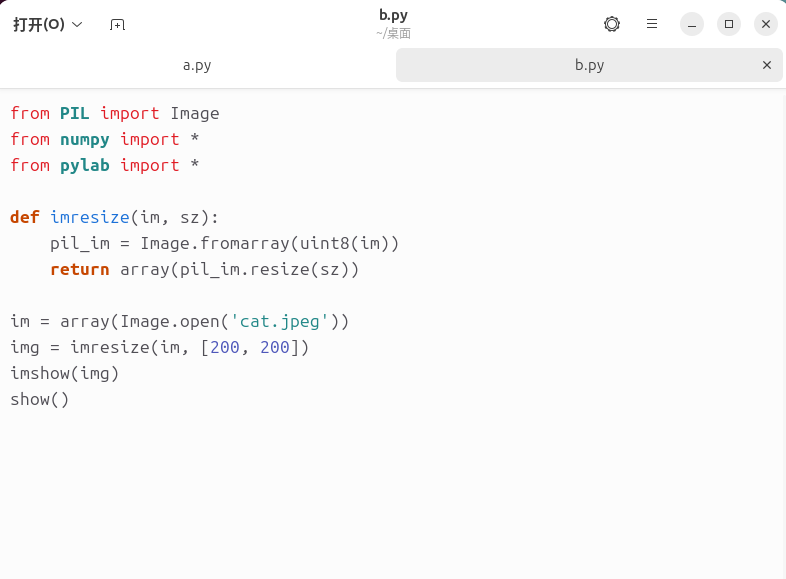 打开(O)
b.py
~/桌面
a.py
b.py
from PIL import Image
from numpy import *
from pylab import *
def imresize(im, sz):
    pil_im = Image.fromarray(uint8(im))
    return array(pil_im.resize(sz))
im = array(Image.open('cat.jpeg'))
img = imresize(im, [200, 200])
imshow(img)
show()